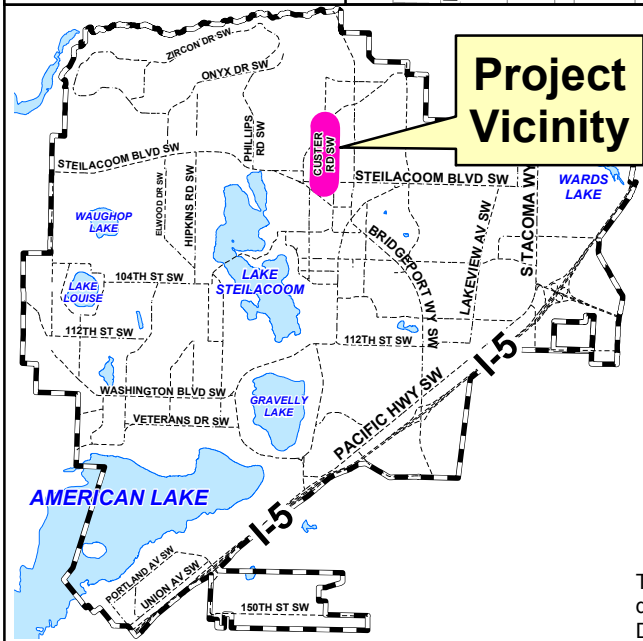 ZIRCON DR SW
ONYX DR SW
Project
Vicinity
PHILLIPS
RD SW
CUSTER
RD SW
STEILACOOM BLVD SW
STEILACOOM BLVD SW
S TACOMA WY
WARDS
LAKE
ELWOOD DR SW
HIPKINS RD SW
WAUGHOP
LAKE
BRIDGEPORT WY SW
LAKEVIEW AV SW
104TH ST SW
LAKE
STEILACOOM
LAKE
LOUISE
112TH ST SW
112TH ST SW
I-5
WASHINGTON BLVD SW
GRAVELLY
LAKE
PACIFIC HWY SW
VETERANS DR SW
AMERICAN LAKE
I-5
PORTLAND AV SW
UNION AV SW
150TH ST SW
T
D